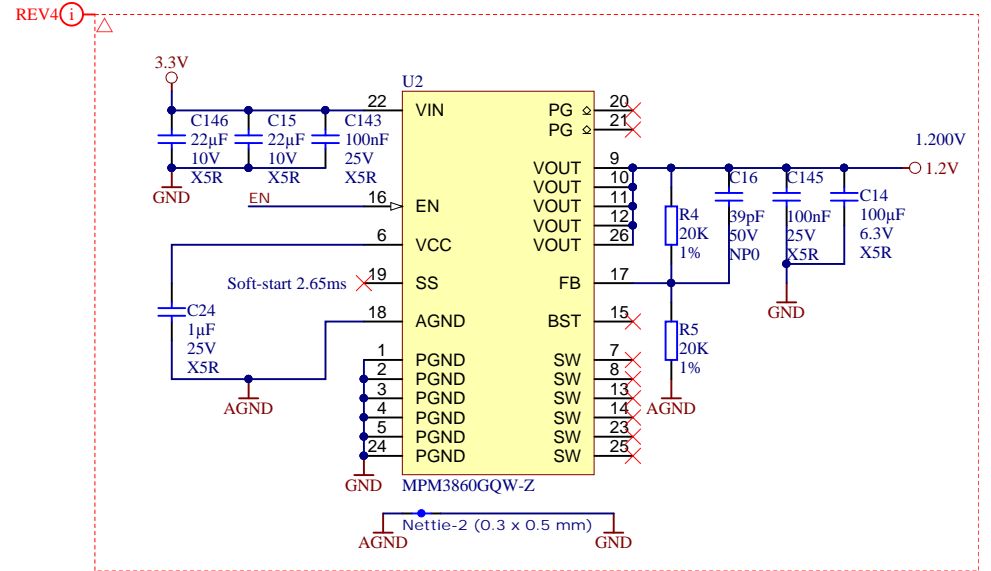 REV4 i
3.3V
U2
22 VIN
C146
22µF
10V
X5R
C15
22µF
10V
X5R
C143
100nF
25V
X5R
GND
EN
16 EN
6 VCC
Soft-start 2.65ms
19 SS
18 AGND
C24
1µF
25V
X5R
AGND
1 PGND
2 PGND
3 PGND
4 PGND
5 PGND
24 PGND
GND
PG 20
PG 21
VOUT 9
VOUT 10
VOUT 11
VOUT 12
VOUT 26
FB 17
BST 15
SW 7
SW 8
SW 13
SW 14
SW 23
SW 25
MPM3860GQW-Z
1.200V
1.2V
R4
20K
1%
C16
39pF
50V
NP0
C145
100nF
25V
X5R
C14
100µF
6.3V
X5R
GND
R5
20K
1%
AGND
Nettie-2 (0.3 x 0.5 mm)
AGND
GND